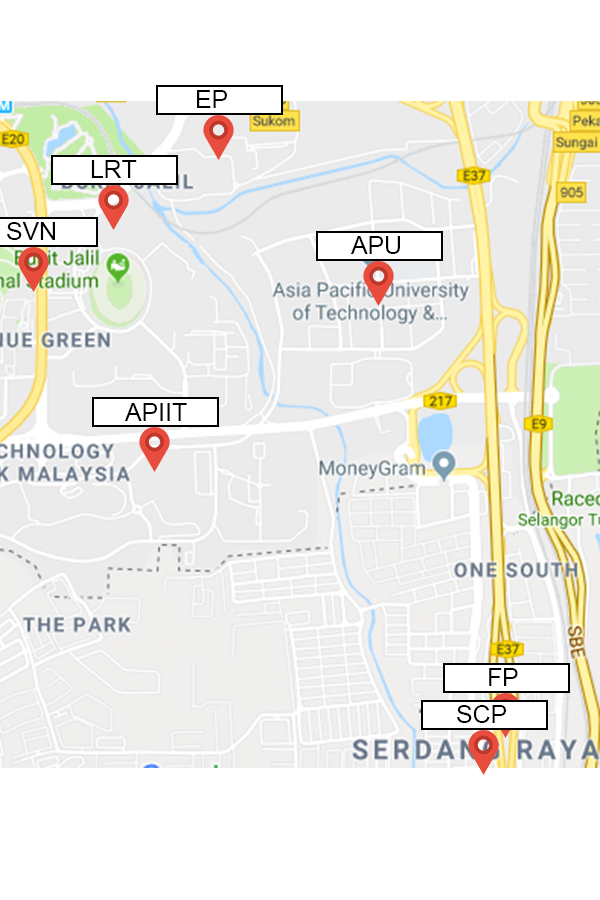 EP
Sukom
Peka
Sungai
E20
LRT
E37
905
SVN
APU
Bukit Jalil
nal Stadium
Asia Pacific University
of Technology &...
NUE GREEN
APIIT
217
E9
CHNOLOGY
K MALAYSIA
MoneyGram
Racec
Selangor Tu
ONE SOUTH
THE PARK
SBE
E37
FP
SCP
SERDANG RAYA